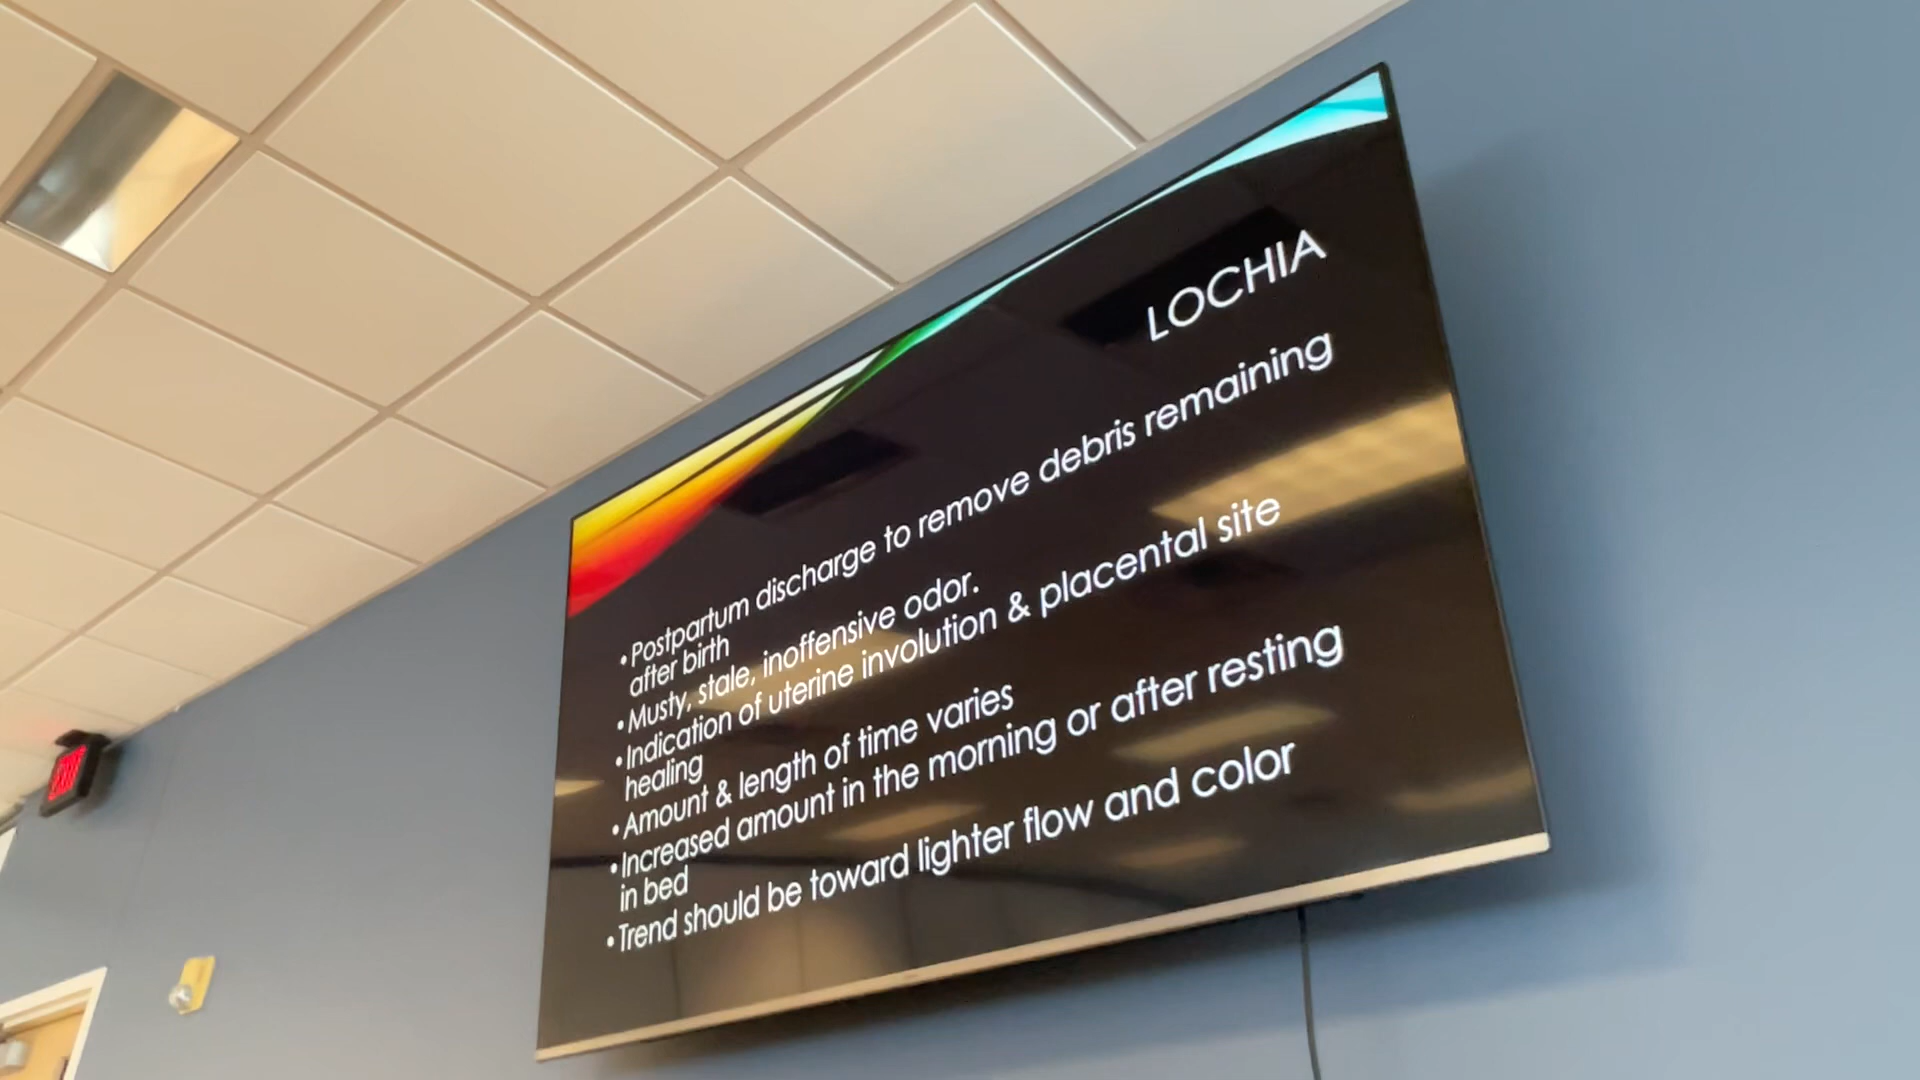 LOCHIA
• Postpartum discharge to remove debris remaining
after birth
• Musty, stale, inoffensive odor.
• Indication of uterine involution & placental site
healing
• Amount & length of time varies
• Increased amount in the morning or after resting
in bed
• Trend should be toward lighter flow and color